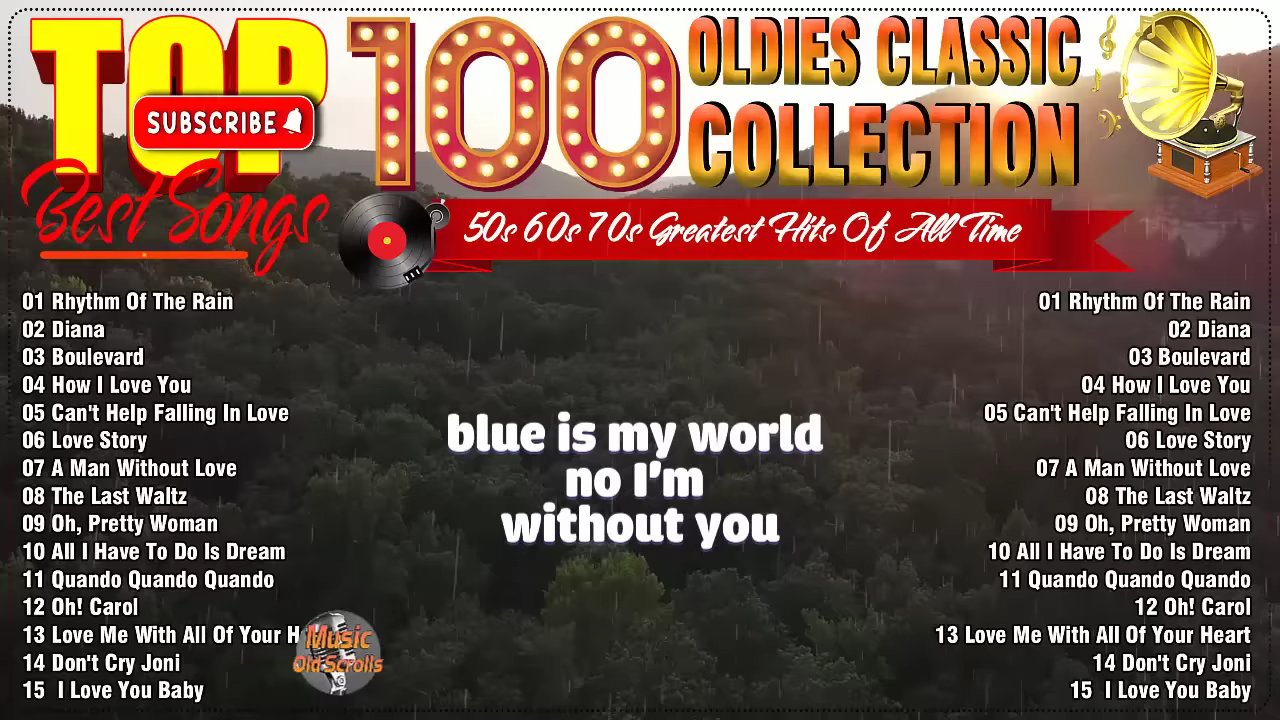 TOP
SUBSCRIBE
Best Songs
100
OLDIES CLASSIC
COLLECTION
50s 60s 70s Greatest Hits Of All Time
01 Rhythm Of The Rain
02 Diana
03 Boulevard
04 How I Love You
05 Can't Help Falling In Love
06 Love Story
07 A Man Without Love
08 The Last Waltz
09 Oh, Pretty Woman
10 All I Have To Do Is Dream
11 Quando Quando Quando
12 Oh! Carol
13 Love Me With All Of Your H
14 Don't Cry Joni
15 I Love You Baby
Music
Old Scrolls
blue is my world
no I'm
without you
01 Rhythm Of The Rain
02 Diana
03 Boulevard
04 How I Love You
05 Can't Help Falling In Love
06 Love Story
07 A Man Without Love
08 The Last Waltz
09 Oh, Pretty Woman
10 All I Have To Do Is Dream
11 Quando Quando Quando
12 Oh! Carol
13 Love Me With All Of Your Heart
14 Don't Cry Joni
15 I Love You Baby